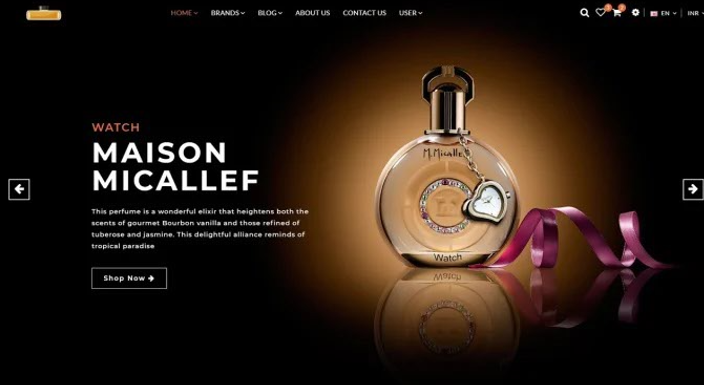 HOME BRANDS BLOG ABOUT US CONTACT US USER EN INR
WATCH
MAISON
MICALLEF
This perfume is a wonderful elixir that heightens both the
scents of gourmet Bourbon vanilla and those refined of
tuberose and jasmine. This delightful alliance reminds of
tropical paradise
Shop Now
M. Micallef
Watch